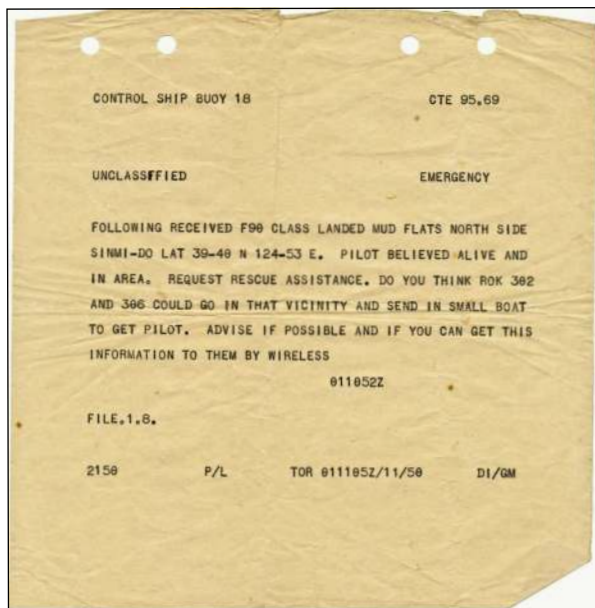 CONTROL SHIP BUOY 18 CTE 95.69
UNCLASSFFIED EMERGENCY
FOLLOWING RECEIVED F90 CLASS LANDED MUD FLATS NORTH SIDE
SINMI-DO LAT 39-40 N 124-53 E. PILOT BELIEVED ALIVE AND
IN AREA. REQUEST RESCUE ASSISTANCE. DO YOU THINK ROK 302
AND 306 COULD GO IN THAT VICINITY AND SEND IN SMALL BOAT
TO GET PILOT. ADVISE IF POSSIBLE AND IF YOU CAN GET THIS
INFORMATION TO THEM BY WIRELESS
011052Z
FILE.1.8.
2150 P/L TOR 011105Z/11/50 DI/GM